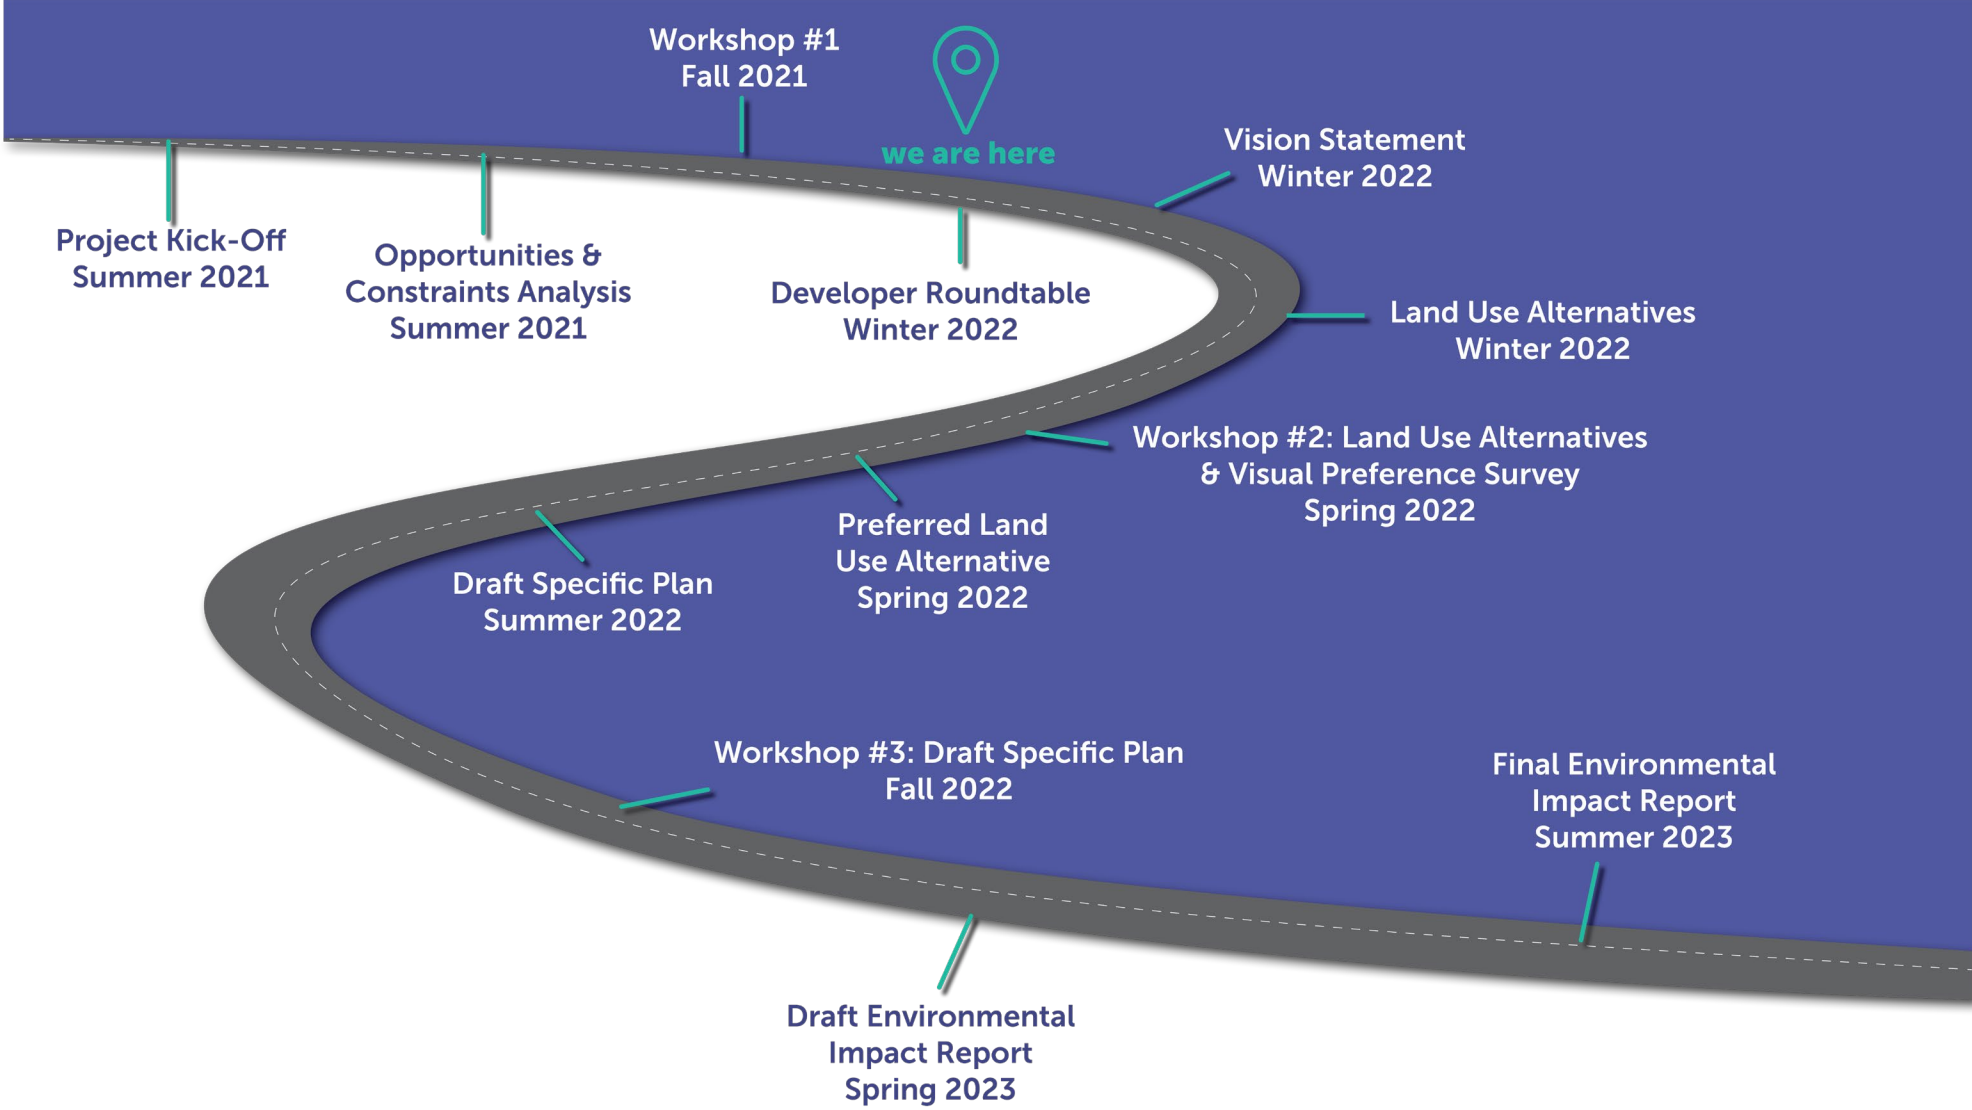 Workshop #1
Fall 2021
we are here
Vision Statement
Winter 2022
Project Kick-Off
Summer 2021
Opportunities &
Constraints Analysis
Summer 2021
Developer Roundtable
Winter 2022
Land Use Alternatives
Winter 2022
Workshop #2: Land Use Alternatives
& Visual Preference Survey
Spring 2022
Preferred Land
Use Alternative
Spring 2022
Draft Specific Plan
Summer 2022
Workshop #3: Draft Specific Plan
Fall 2022
Final Environmental
Impact Report
Summer 2023
Draft Environmental
Impact Report
Spring 2023